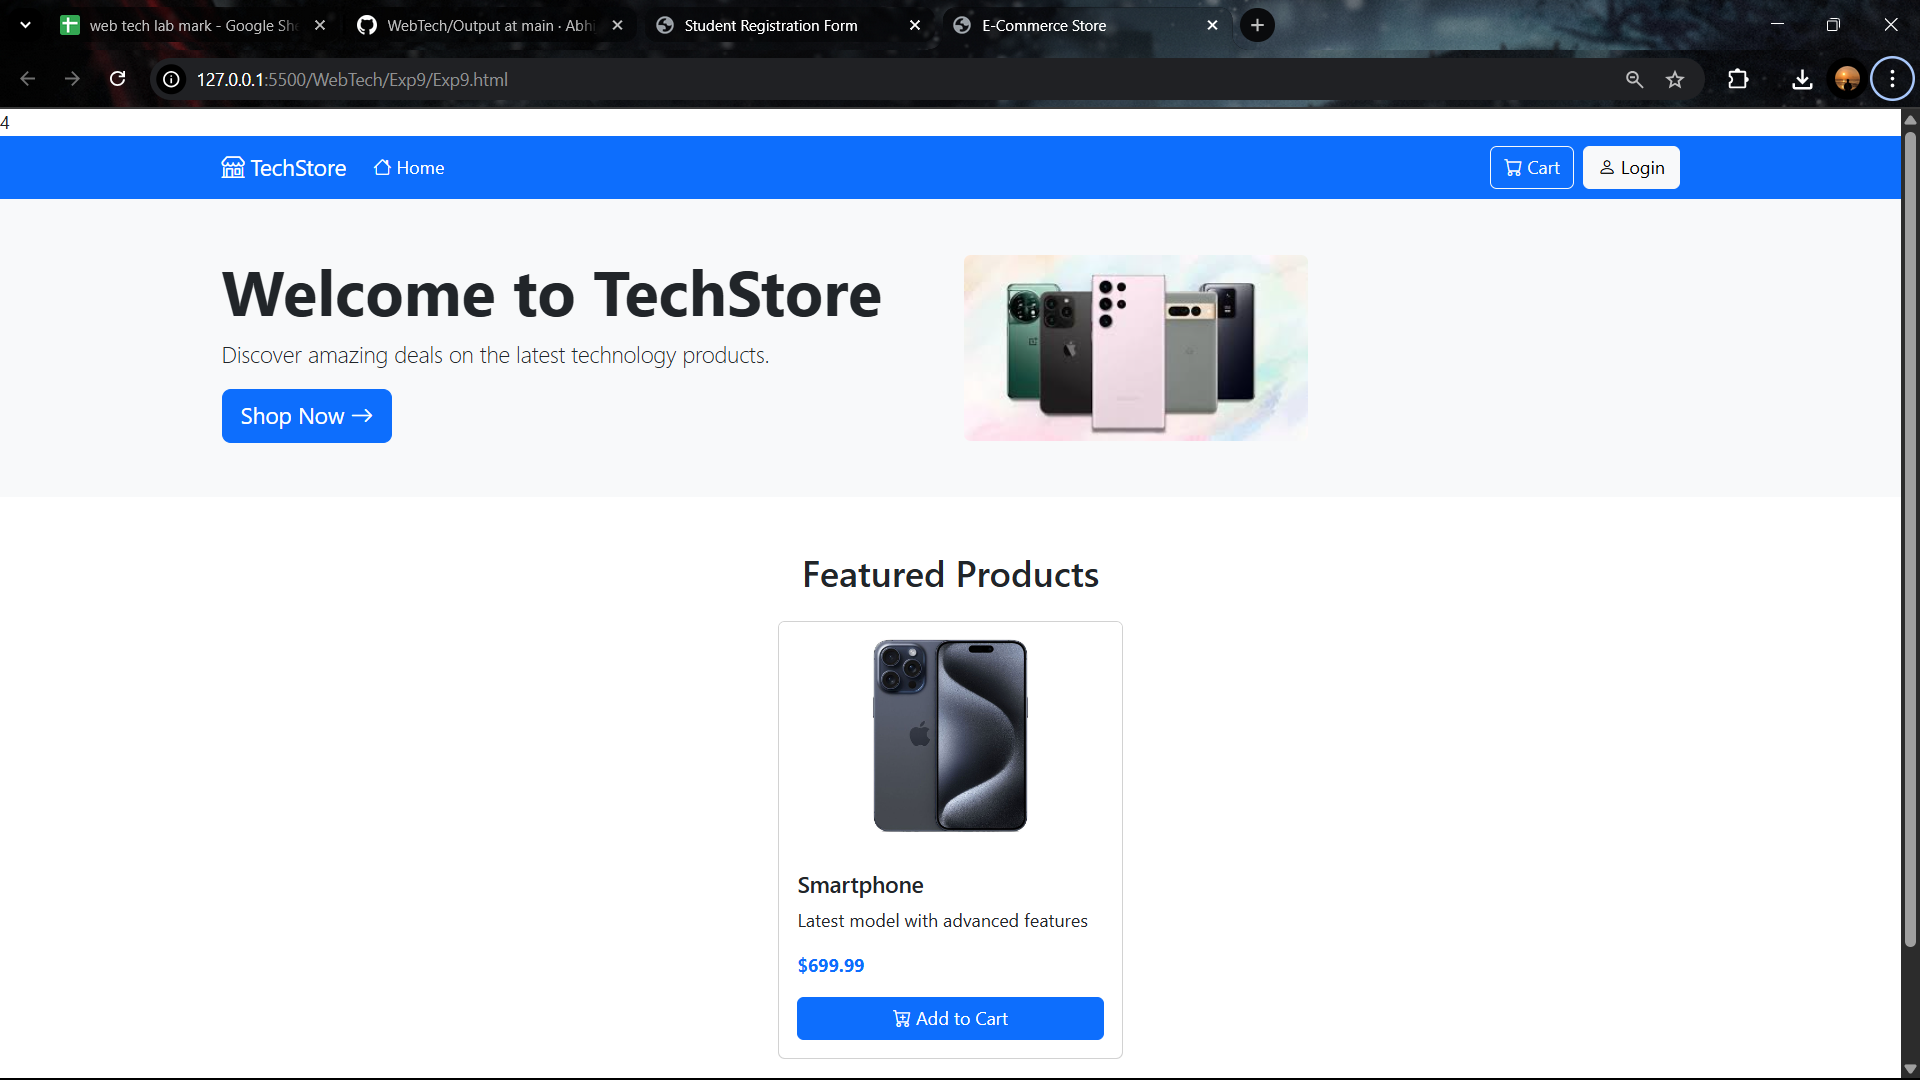 web tech lab mark - Google She
WebTech/Output at main · Abhi
Student Registration Form
E-Commerce Store
127.0.0.1:5500/WebTech/Exp9/Exp9.html
4
TechStore
Home
Cart
Login
Welcome to TechStore
Discover amazing deals on the latest technology products.
Shop Now →
Featured Products
Smartphone
Latest model with advanced features
$699.99
Add to Cart